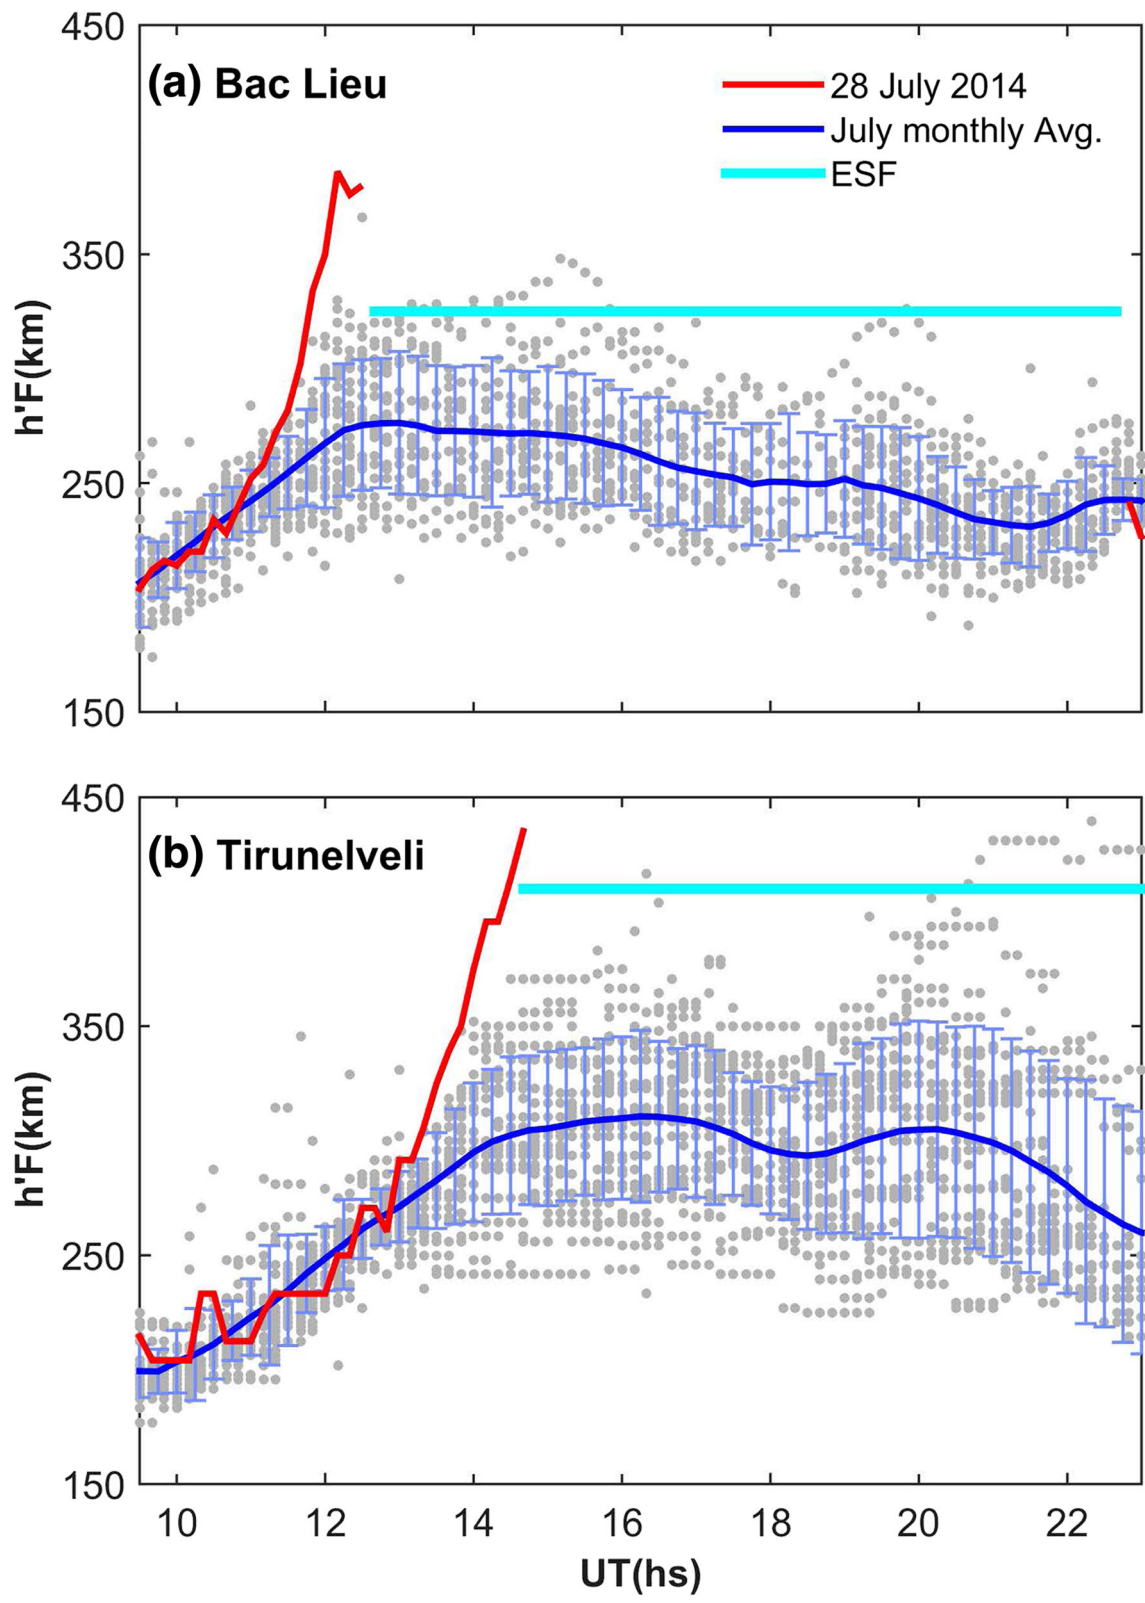 450
(a) Bac Lieu
28 July 2014
July monthly Avg.
ESF
350
h'F(km)
250
150
450
(b) Tirunelveli
350
h'F(km)
250
150
10 12 14 16 18 20 22
UT(hs)